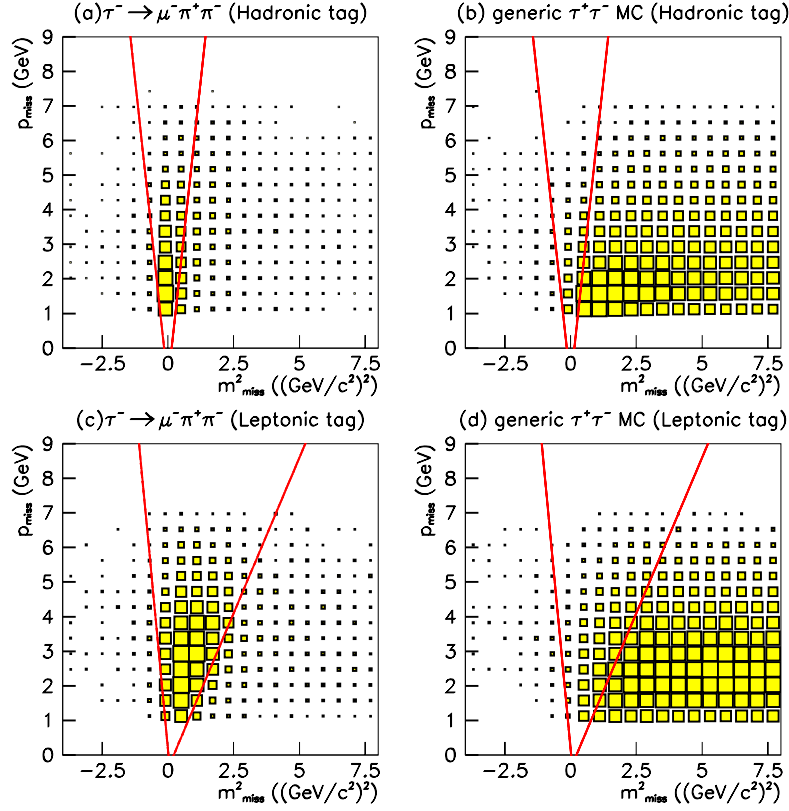 (a)τ⁻→μ⁻π⁺π⁻ (Hadronic tag)
p_miss (GeV)
9
8
7
6
5
4
3
2
1
0
−2.5 0 2.5 5 7.5
m²_miss ((GeV/c²)²)
(b) generic τ⁺τ⁻ MC (Hadronic tag)
p_miss (GeV)
9
8
7
6
5
4
3
2
1
0
−2.5 0 2.5 5 7.5
m²_miss ((GeV/c²)²)
(c)τ⁻→μ⁻π⁺π⁻ (Leptonic tag)
p_miss (GeV)
9
8
7
6
5
4
3
2
1
0
−2.5 0 2.5 5 7.5
m²_miss ((GeV/c²)²)
(d) generic τ⁺τ⁻ MC (Leptonic tag)
p_miss (GeV)
9
8
7
6
5
4
3
2
1
0
−2.5 0 2.5 5 7.5
m²_miss ((GeV/c²)²)